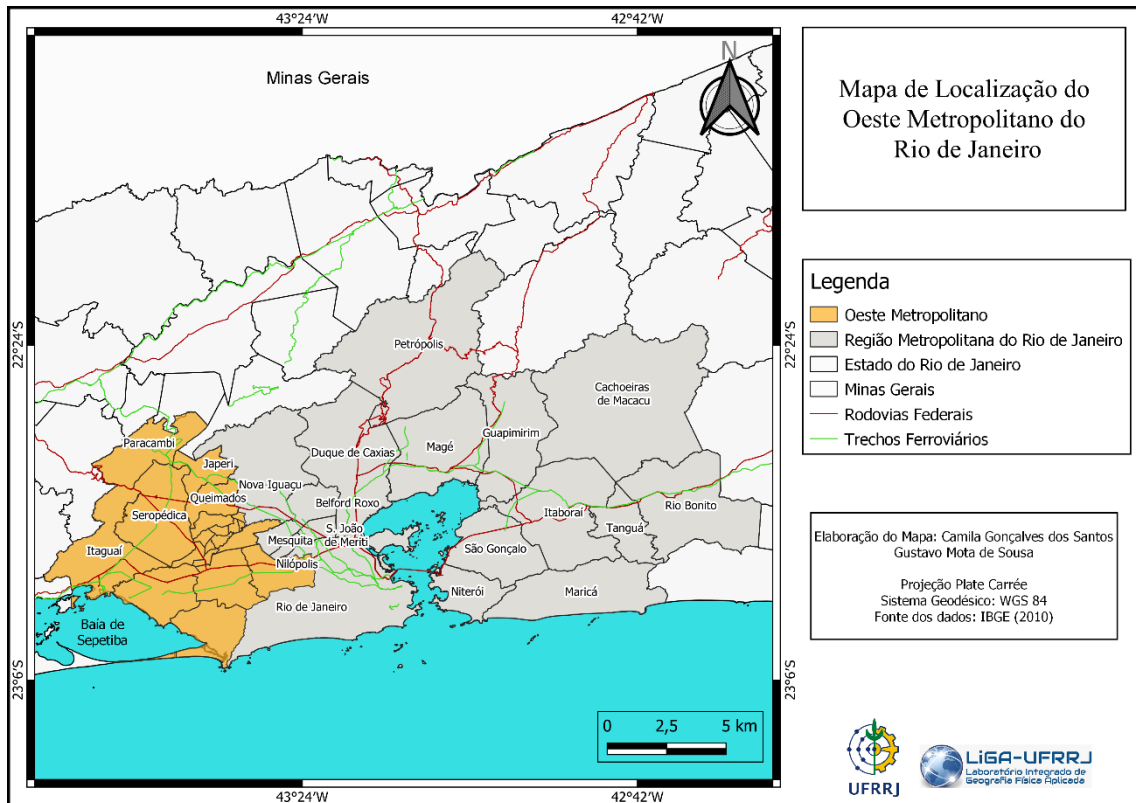 43°24'W
42°42'W
Minas Gerais
N
22°24'S
22°24'S
Petrópolis
Cachoeiras
de Macacu
Guapimirim
Paracambi
Duque de Caxias
Magé
Japeri
Nova Iguaçu
Queimados
Belford Roxo
Seropédica
Itaboraí
Rio Bonito
S. João
de Meriti
Tanguá
Mesquita
Itaguaí
São Gonçalo
Nilópolis
Niterói
Maricá
Rio de Janeiro
Baía de
Sepetiba
23°6'S
23°6'S
0 2,5 5 km
43°24'W
42°42'W
Mapa de Localização do
Oeste Metropolitano do
Rio de Janeiro
Legenda
Oeste Metropolitano
Região Metropolitana do Rio de Janeiro
Estado do Rio de Janeiro
Minas Gerais
Rodovias Federais
Trechos Ferroviários
Elaboração do Mapa: Camila Gonçalves dos Santos
Gustavo Mota de Sousa
Projeção Plate Carrée
Sistema Geodésico: WGS 84
Fonte dos dados: IBGE (2010)
UFRRJ
LiGA-UFRRJ
Laboratório Integrado de
Geografia Física Aplicada